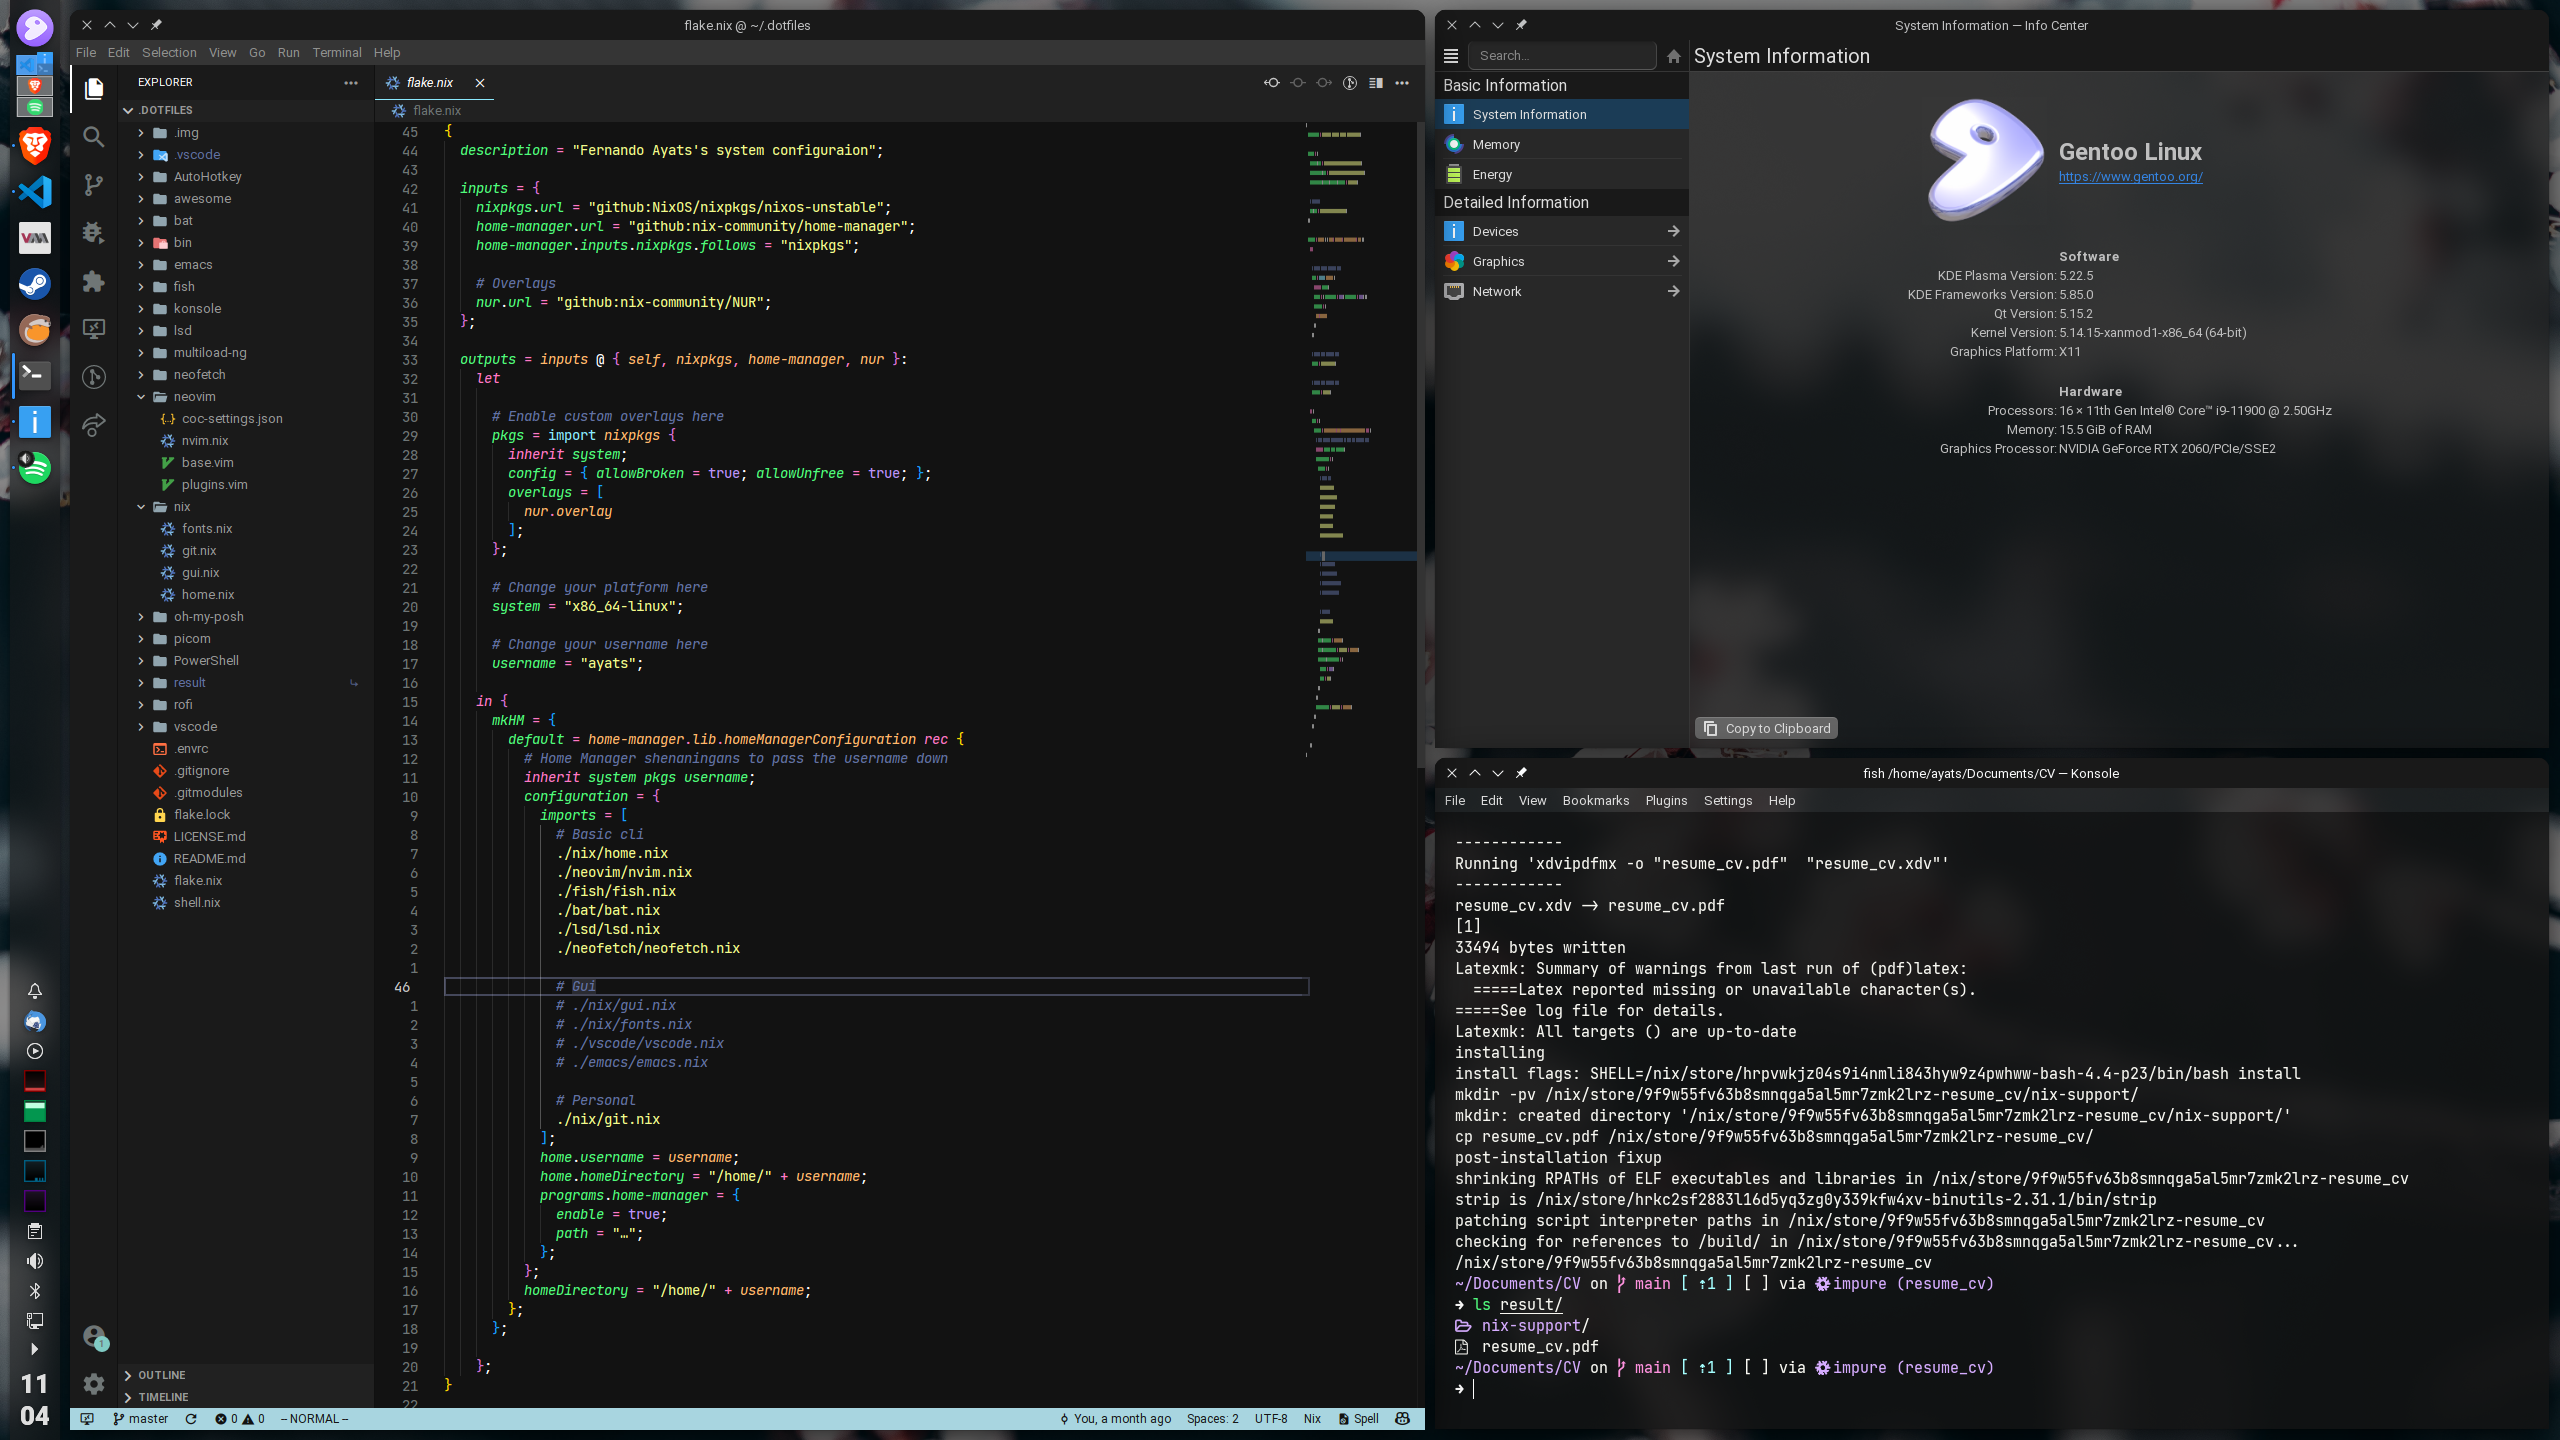 flake.nix @ ~/.dotfiles
File Edit Selection View Go Run Terminal Help
EXPLORER
.DOTFILES
.img
.vscode
AutoHotkey
awesome
bat
bin
emacs
fish
konsole
lsd
multiload-ng
neofetch
neovim
coc-settings.json
nvim.nix
base.vim
plugins.vim
nix
fonts.nix
git.nix
gui.nix
home.nix
oh-my-posh
picom
PowerShell
result
rofi
vscode
.envrc
.gitignore
.gitmodules
flake.lock
LICENSE.md
README.md
flake.nix
shell.nix
OUTLINE
TIMELINE
11
04
1
flake.nix
flake.nix
45 {
44 description = "Fernando Ayats's system configuraion";
43
42 inputs = {
41 nixpkgs.url = "github:NixOS/nixpkgs/nixos-unstable";
40 home-manager.url = "github:nix-community/home-manager";
39 home-manager.inputs.nixpkgs.follows = "nixpkgs";
38
37 # Overlays
36 nur.url = "github:nix-community/NUR";
35 };
34
33 outputs = inputs @ { self, nixpkgs, home-manager, nur }:
32 let
31
30 # Enable custom overlays here
29 pkgs = import nixpkgs {
28 inherit system;
27 config = { allowBroken = true; allowUnfree = true; };
26 overlays = [
25 nur.overlay
24 ];
23 };
22
21 # Change your platform here
20 system = "x86_64-linux";
19
18 # Change your username here
17 username = "ayats";
16
15 in {
14 mkHM = {
13 default = home-manager.lib.homeManagerConfiguration rec {
12 # Home Manager shenaningans to pass the username down
11 inherit system pkgs username;
10 configuration = {
9 imports = [
8 # Basic cli
7 ./nix/home.nix
6 ./neovim/nvim.nix
5 ./fish/fish.nix
4 ./bat/bat.nix
3 ./lsd/lsd.nix
2 ./neofetch/neofetch.nix
1
46 # Gui
1 # ./nix/gui.nix
2 # ./nix/fonts.nix
3 # ./vscode/vscode.nix
4 # ./emacs/emacs.nix
5
6 # Personal
7 ./nix/git.nix
8 ];
9 home.username = username;
10 home.homeDirectory = "/home/" + username;
11 programs.home-manager = {
12 enable = true;
13 path = "…";
14 };
15 };
16 homeDirectory = "/home/" + username;
17 };
18 };
19
20 };
21 }
22
master 0 0 -- NORMAL -- You, a month ago Spaces: 2 UTF-8 Nix Spell
System Information — Info Center
Search...
System Information
Basic Information
System Information
Memory
Energy
Detailed Information
Devices
Graphics
Network
Gentoo Linux
https://www.gentoo.org/
Software
KDE Plasma Version: 5.22.5
KDE Frameworks Version: 5.85.0
Qt Version: 5.15.2
Kernel Version: 5.14.15-xanmod1-x86_64 (64-bit)
Graphics Platform: X11
Hardware
Processors: 16 × 11th Gen Intel® Core™ i9-11900 @ 2.50GHz
Memory: 15.5 GiB of RAM
Graphics Processor: NVIDIA GeForce RTX 2060/PCIe/SSE2
Copy to Clipboard
fish /home/ayats/Documents/CV — Konsole
File Edit View Bookmarks Plugins Settings Help
------------
Running 'xdvipdfmx -o "resume_cv.pdf"  "resume_cv.xdv"'
------------
resume_cv.xdv -> resume_cv.pdf
[1]
33494 bytes written
Latexmk: Summary of warnings from last run of (pdf)latex:
=====Latex reported missing or unavailable character(s).
=====See log file for details.
Latexmk: All targets () are up-to-date
installing
install flags: SHELL=/nix/store/hrpvwkjz04s9i4nmli843hyw9z4pwhww-bash-4.4-p23/bin/bash install
mkdir -pv /nix/store/9f9w55fv63b8smnqga5al5mr7zmk2lrz-resume_cv/nix-support/
mkdir: created directory '/nix/store/9f9w55fv63b8smnqga5al5mr7zmk2lrz-resume_cv/nix-support/'
cp resume_cv.pdf /nix/store/9f9w55fv63b8smnqga5al5mr7zmk2lrz-resume_cv/
post-installation fixup
shrinking RPATHs of ELF executables and libraries in /nix/store/9f9w55fv63b8smnqga5al5mr7zmk2lrz-resume_cv
strip is /nix/store/hrkc2sf2883l16d5yq3zg0y339kfw4xv-binutils-2.31.1/bin/strip
patching script interpreter paths in /nix/store/9f9w55fv63b8smnqga5al5mr7zmk2lrz-resume_cv
checking for references to /build/ in /nix/store/9f9w55fv63b8smnqga5al5mr7zmk2lrz-resume_cv...
/nix/store/9f9w55fv63b8smnqga5al5mr7zmk2lrz-resume_cv
~/Documents/CV on main [ ⇡1 ] [ ] via impure (resume_cv)
➜ ls result/
nix-support/
resume_cv.pdf
~/Documents/CV on main [ ⇡1 ] [ ] via impure (resume_cv)
➜